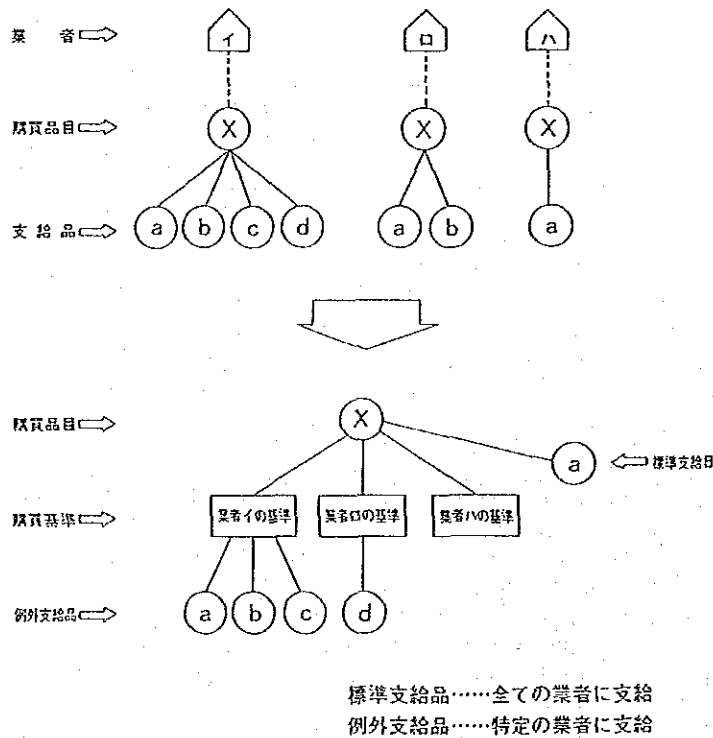 業者⇨ イ ロ ハ
購買品目⇨ X X X
支給品⇨ a b c d a b a
購買品目⇨ X
a ⇦標準支給日
購買基準⇨ 業者イの基準 業者ロの基準 業者ハの基準
例外支給品⇨ a b c d
標準支給品……全ての業者に支給
例外支給品……特定の業者に支給